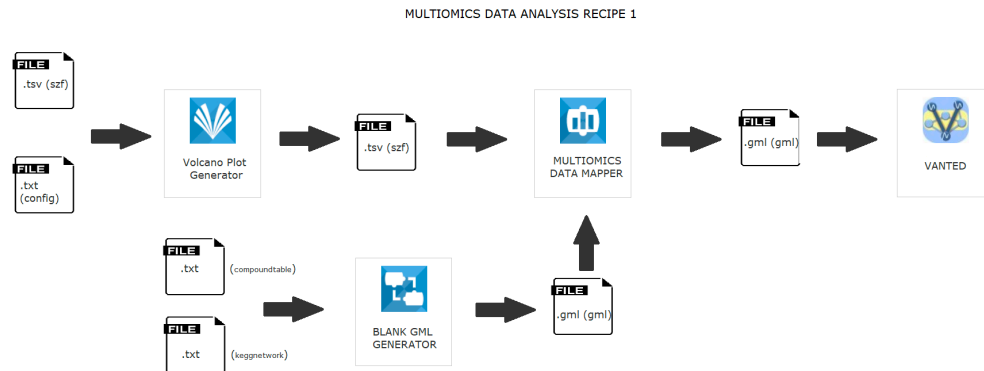 MULTIOMICS DATA ANALYSIS RECIPE 1
FILE
.tsv (szf)
FILE
.txt
(config)
Volcano Plot
Generator
FILE
.tsv (szf)
MULTIOMICS
DATA MAPPER
FILE
.gml (gml)
VANTED
FILE
.txt
(compoundtable)
FILE
.txt
(keggnetwork)
BLANK GML
GENERATOR
FILE
.gml (gml)